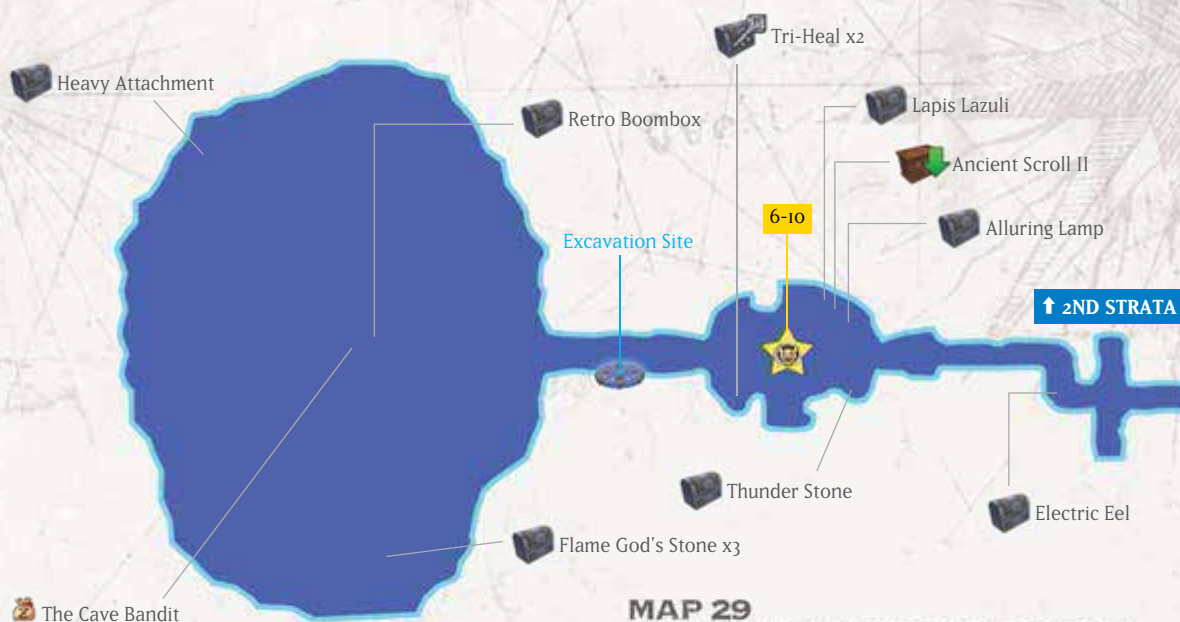 Tri-Heal x2
Heavy Attachment
Lapis Lazuli
Retro Boombox
Ancient Scroll II
6-10
Alluring Lamp
Excavation Site
↑ 2ND STRATA
Thunder Stone
Electric Eel
Flame God's Stone x3
The Cave Bandit
MAP 29